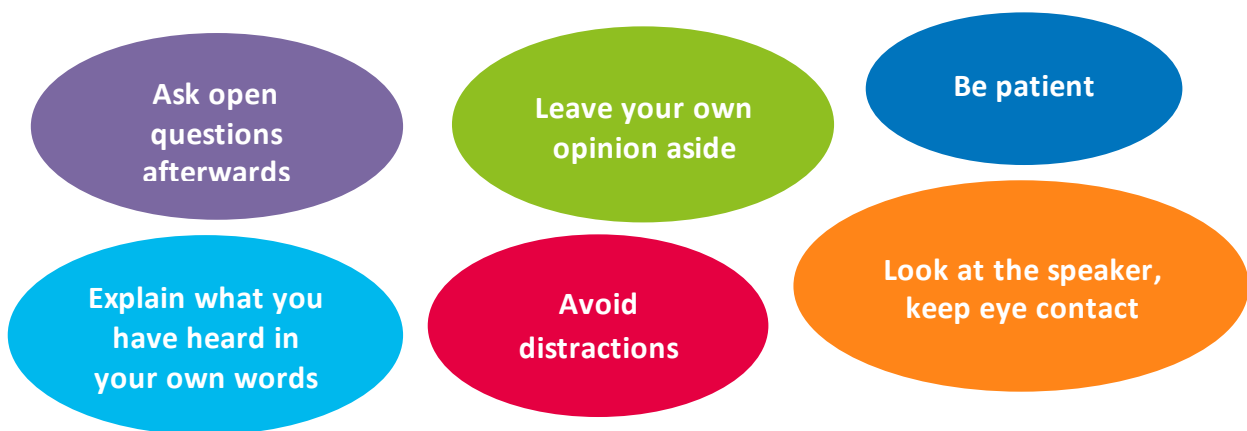 Ask open
questions
afterwards
Leave your own
opinion aside
Be patient
Explain what you
have heard in
your own words
Avoid
distractions
Look at the speaker,
keep eye contact